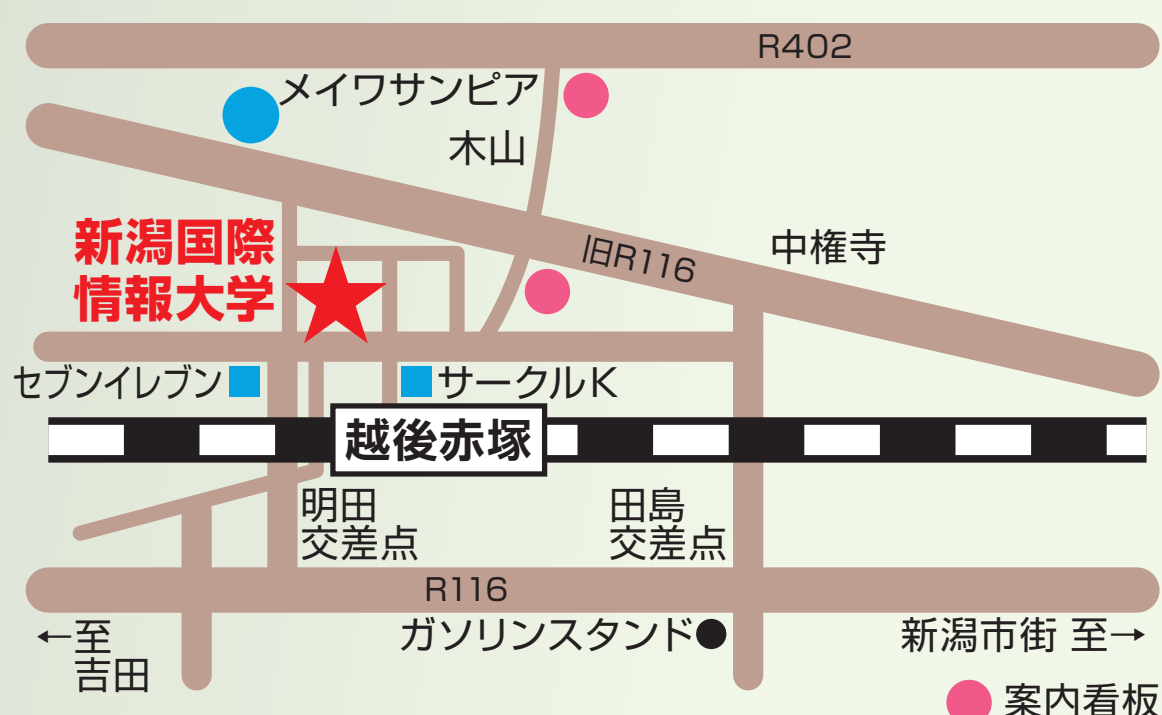 R402
メイワサンピア
木山
新潟国際
情報大学
旧R116
中権寺
セブンイレブン
サークルK
越後赤塚
明田
交差点
田島
交差点
R116
←至
吉田
ガソリンスタンド
新潟市街 至→
案内看板